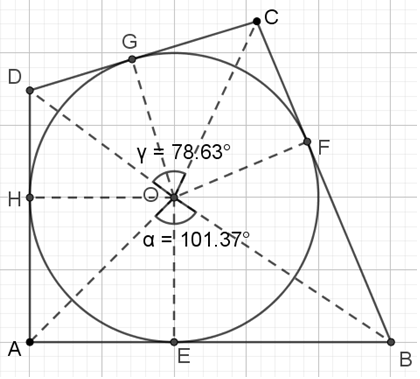 C
G
D
γ = 78.63°
F
H
O
α = 101.37°
A
E
B